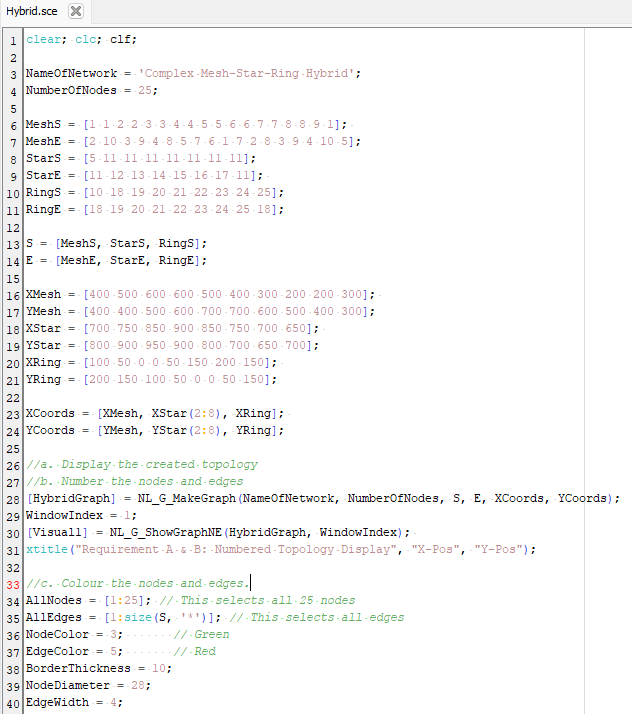 Hybrid.sce
1 clear; clc; clf;
2
3 NameOfNetwork = 'Complex Mesh-Star-Ring Hybrid';
4 NumberOfNodes = 25;
5
6 MeshS = [1 1 2 2 3 3 4 4 5 5 6 6 7 7 8 8 9 1];
7 MeshE = [2 10 3 9 4 8 5 7 6 1 7 2 8 3 9 4 10 5];
8 StarS = [5 11 11 11 11 11 11 11];
9 StarE = [11 12 13 14 15 16 17 11];
10 RingS = [10 18 19 20 21 22 23 24 25];
11 RingE = [18 19 20 21 22 23 24 25 18];
12
13 S = [MeshS, StarS, RingS];
14 E = [MeshE, StarE, RingE];
15
16 XMesh = [400 500 600 600 500 400 300 200 200 300];
17 YMesh = [400 400 500 600 700 700 600 500 400 300];
18 XStar = [700 750 850 900 850 750 700 650];
19 YStar = [800 900 950 900 800 700 650 700];
20 XRing = [100 50 0 0 50 150 200 150];
21 YRing = [200 150 100 50 0 0 50 150];
22
23 XCoords = [XMesh, XStar(2:8), XRing];
24 YCoords = [YMesh, YStar(2:8), YRing];
25
26 //a. Display the created topology
27 //b. Number the nodes and edges
28 [HybridGraph] = NL_G_MakeGraph(NameOfNetwork, NumberOfNodes, S, E, XCoords, YCoords);
29 WindowIndex = 1;
30 [Visual1] = NL_G_ShowGraphNE(HybridGraph, WindowIndex);
31 xtitle("Requirement A & B: Numbered Topology Display", "X-Pos", "Y-Pos");
32
33 //c. Colour the nodes and edges.
34 AllNodes = [1:25]; // This selects all 25 nodes
35 AllEdges = [1:size(S, '*')]; // This selects all edges
36 NodeColor = 3; // Green
37 EdgeColor = 5; // Red
38 BorderThickness = 10;
39 NodeDiameter = 28;
40 EdgeWidth = 4;